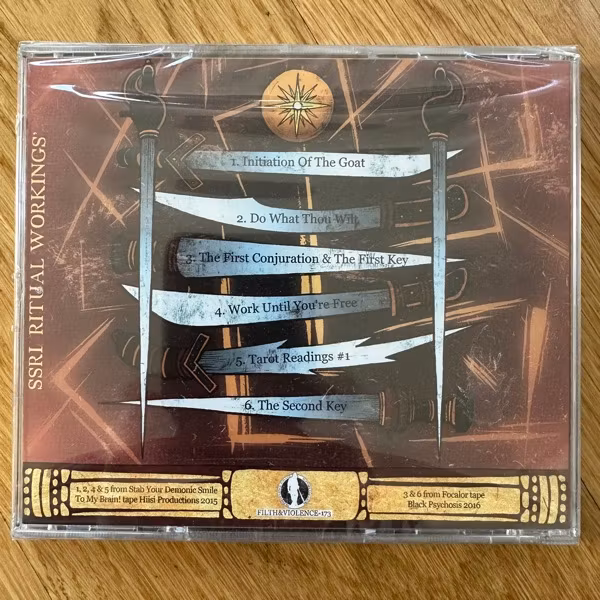 SSRI RITUAL WORKINGS'
1. Initiation Of The Goat
2. Do What Thou Wilt
3. The First Conjuration & The First Key
4. Work Until You're Free
5. Tarot Readings #1
6. The Second Key
1, 2, 4 & 5 from Stab Your Demonic Smile
To My Brain! tape Hiisi Productions 2015
FILTH&VIOLENCE-173
3 & 6 from Focalor tape
Black Psychosis 2016